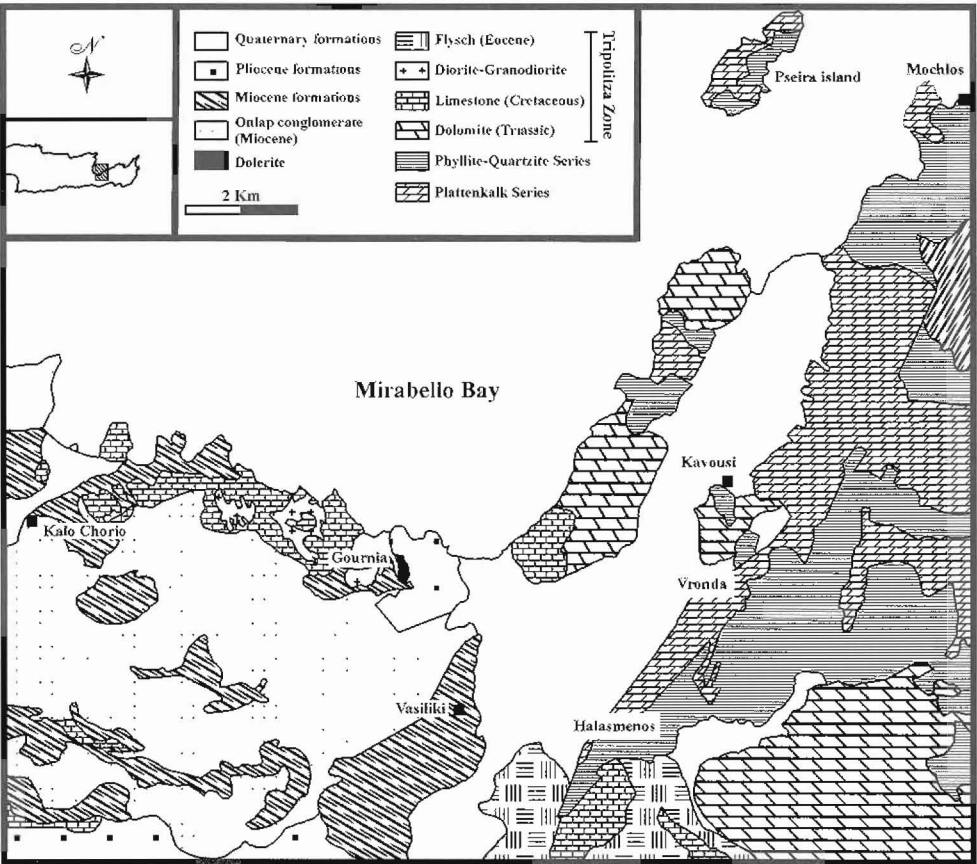 N
Quaternary formations
Pliocene formations
Miocene formations
Onlap conglomerate
(Miocene)
Dolerite
2 Km
Flysch (Eocene)
Diorite-Granodiorite
Limestone (Cretaceous)
Dolomite (Triassic)
Phyllite-Quartzite Series
Plattenkalk Series
Tripolitza Zone
Pseira island
Mochlos
Mirabello Bay
Kavousi
Kalo Chorio
Gournia
Vronda
Vasiliki
Halasmenos